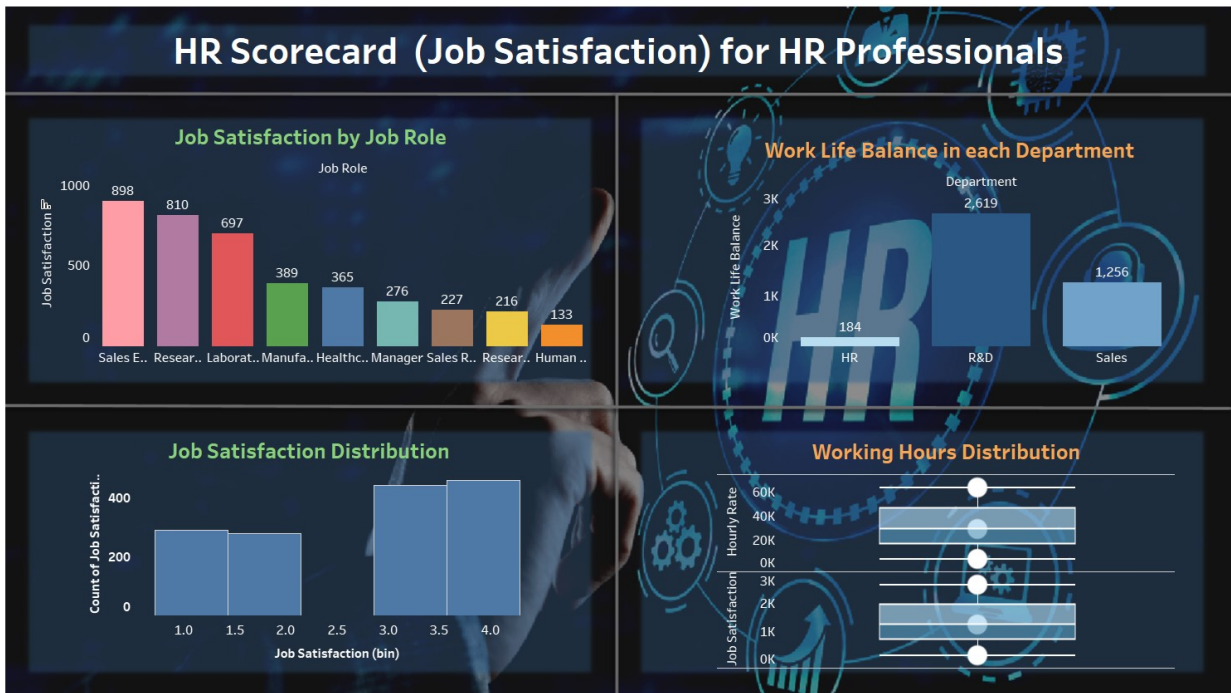 HR Scorecard (Job Satisfaction) for HR Professionals
Job Satisfaction by Job Role
Job Role
Job Satisfaction
1000
500
0
898
810
697
389
365
276
227
216
133
Sales E.. Resear.. Laborat.. Manufa.. Healthc.. Manager Sales R.. Resear.. Human ..
Work Life Balance in each Department
Department
Work Life Balance
3K
2K
1K
0K
184
2,619
1,256
HR R&D Sales
HR
Job Satisfaction Distribution
Count of Job Satisfacti..
400
200
0
1.0 1.5 2.0 2.5 3.0 3.5 4.0
Job Satisfaction (bin)
Working Hours Distribution
Hourly Rate
60K
40K
20K
0K
Job Satisfaction
3K
2K
1K
0K